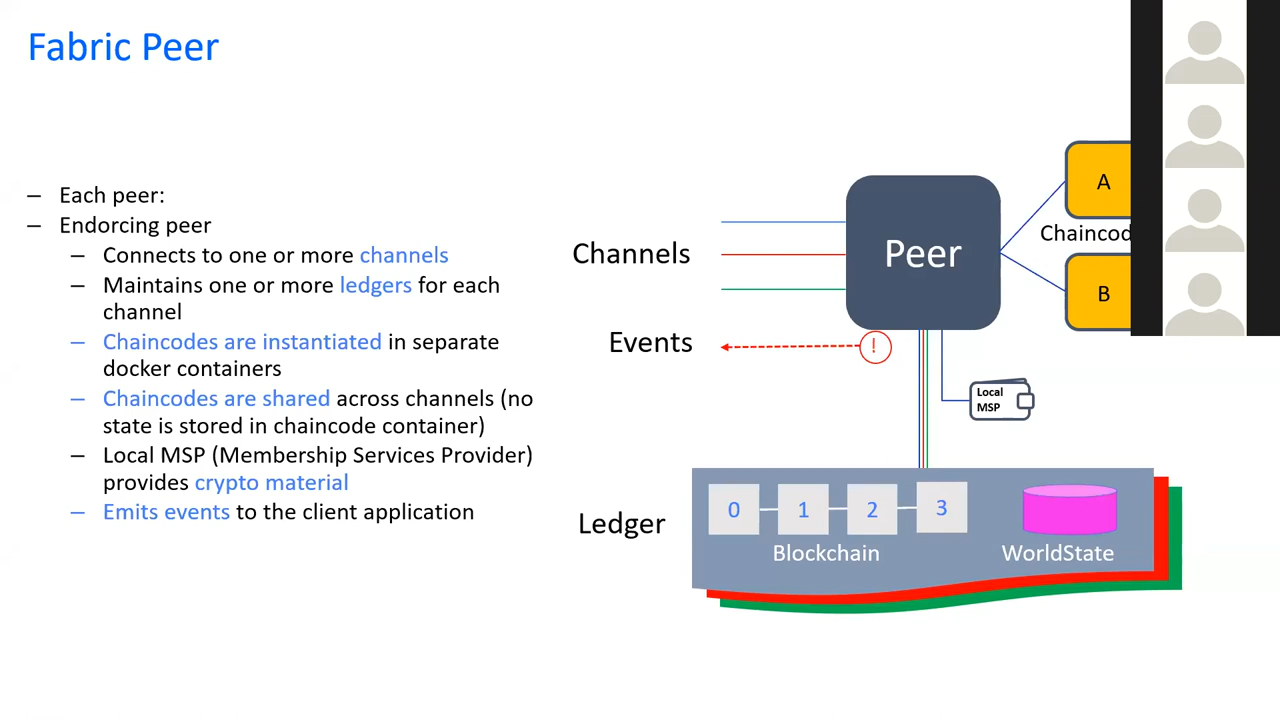 Fabric Peer
– Each peer:
– Endorcing peer
– Connects to one or more channels
– Maintains one or more ledgers for each
channel
– Chaincodes are instantiated in separate
docker containers
– Chaincodes are shared across channels (no
state is stored in chaincode container)
– Local MSP (Membership Services Provider)
provides crypto material
– Emits events to the client application
Channels
Peer
A
Chaincod
B
Events
!
Local
MSP
Ledger
0
1
2
3
Blockchain
WorldState